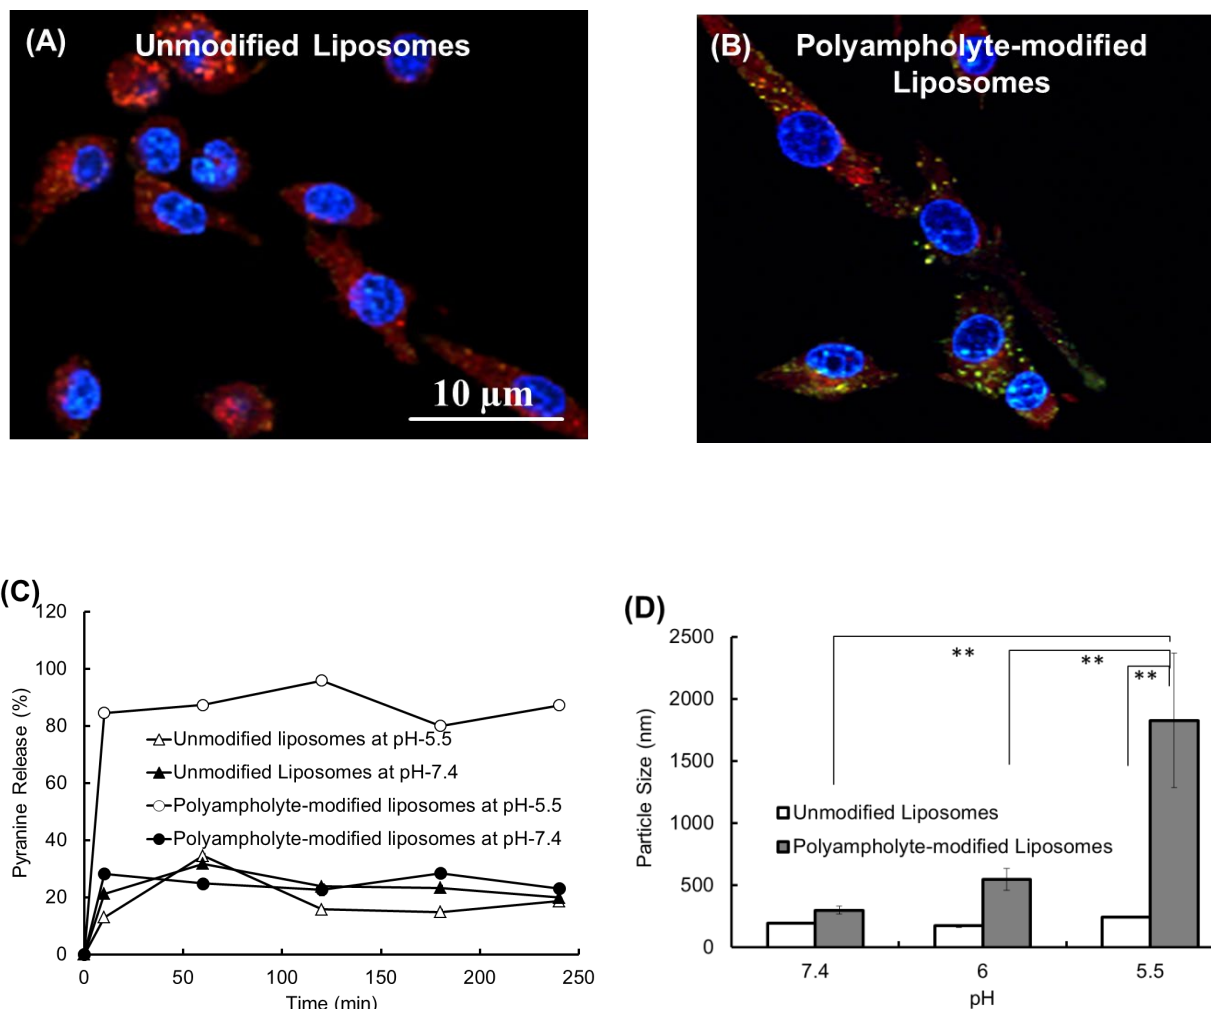 (A)
Unmodified Liposomes
10 µm
(B)
Polyampholyte-modified
Liposomes
(C)
120
100
80
60
40
20
0
Pyranine Release (%)
Unmodified liposomes at pH-5.5
Unmodified Liposomes at pH-7.4
Polyampholyte-modified liposomes at pH-5.5
Polyampholyte-modified liposomes at pH-7.4
0 50 100 150 200 250
Time (min)
(D)
2500
2000
1500
1000
500
0
Particle Size (nm)
**
**
**
Unmodified Liposomes
Polyampholyte-modified Liposomes
7.4 6 5.5
pH